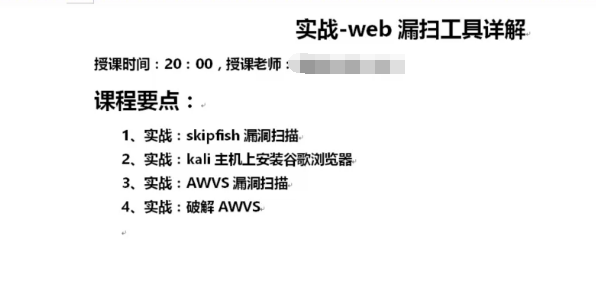 实战-web 漏扫工具详解
授课时间：20：00，授课老师：
课程要点：
1、实战：skipfish 漏洞扫描
2、实战：kali 主机上安装谷歌浏览器
3、实战：AWVS 漏洞扫描
4、实战：破解 AWVS